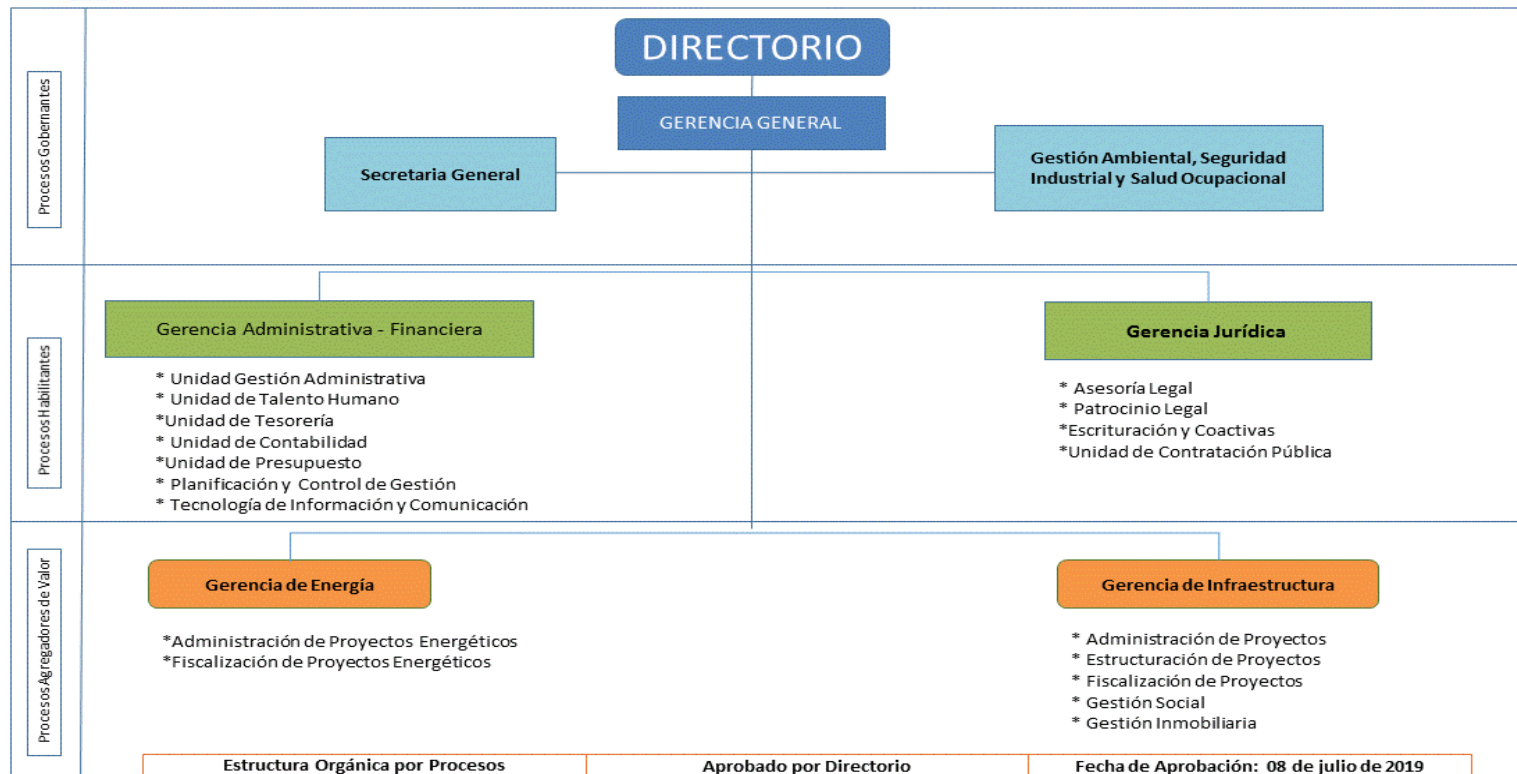 DIRECTORIO
GERENCIA GENERAL
Procesos Gobernantes
Secretaria General
Gestión Ambiental, Seguridad
Industrial y Salud Ocupacional
Procesos Habilitantes
Gerencia Administrativa - Financiera
* Unidad Gestión Administrativa
* Unidad de Talento Humano
*Unidad de Tesorería
* Unidad de Contabilidad
*Unidad de Presupuesto
* Planificación y Control de Gestión
* Tecnología de Información y Comunicación
Gerencia Jurídica
* Asesoría Legal
* Patrocinio Legal
*Escrituración y Coactivas
*Unidad de Contratación Pública
Procesos Agregadores de Valor
Gerencia de Energía
*Administración de Proyectos Energéticos
*Fiscalización de Proyectos Energéticos
Gerencia de Infraestructura
* Administración de Proyectos
* Estructuración de Proyectos
* Fiscalización de Proyectos
* Gestión Social
* Gestión Inmobiliaria
Estructura Orgánica por Procesos
Aprobado por Directorio
Fecha de Aprobación: 08 de julio de 2019